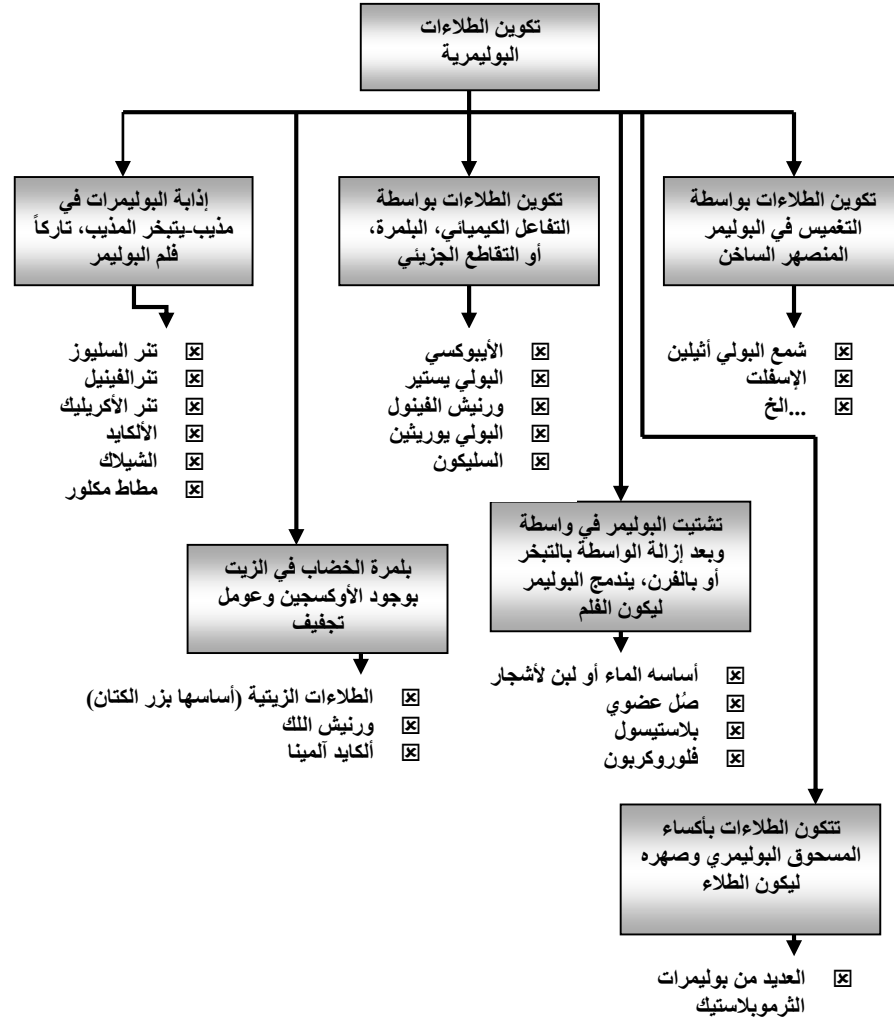 تكوين الطلاءات
البوليمرية
تكوين الطلاءات بواسطة
التغميس في البوليمر
المنصهر الساخن
شمع البولي أثيلين
الإسفلت
...الخ
تكوين الطلاءات بواسطة
التفاعل الكيميائي، البلمرة،
أو التقاطع الجزيئي
الأيبوكسي
البولي يستير
ورنيش الفينول
البولي يوريثين
السليكون
إذابة البوليمرات في
مذيب-يتبخر المذيب، تاركاً
فلم البوليمر
تنر السليوز
تنرالفينيل
تنر الأكريليك
الألكايد
الشيلاك
مطاط مكلور
تشتيت البوليمر في واسطة
وبعد إزالة الواسطة بالتبخر
أو بالفرن، يندمج البوليمر
ليكون الفلم
أساسه الماء أو لبن لأشجار
صُل عضوي
بلاستيسول
فلوروكربون
بلمرة الخضاب في الزيت
بوجود الأوكسجين وعومل
تجفيف
الطلاءات الزيتية (أساسها بزر الكتان)
ورنيش اللك
ألكايد آلمينا
تتكون الطلاءات بأكساء
المسحوق البوليمري وصهره
ليكون الطلاء
العديد من بوليمرات
الثرموبلاستيك